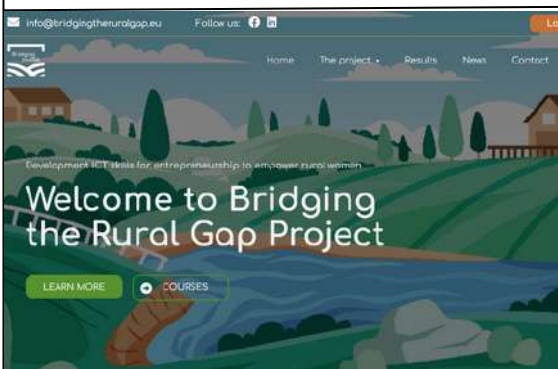 info@bridgingtheruralgap.eu Follow us:
Home The project Results News Contact
Development ICT skills for entrepreneurship to empower rural women
Welcome to Bridging
the Rural Gap Project
LEARN MORE COURSES